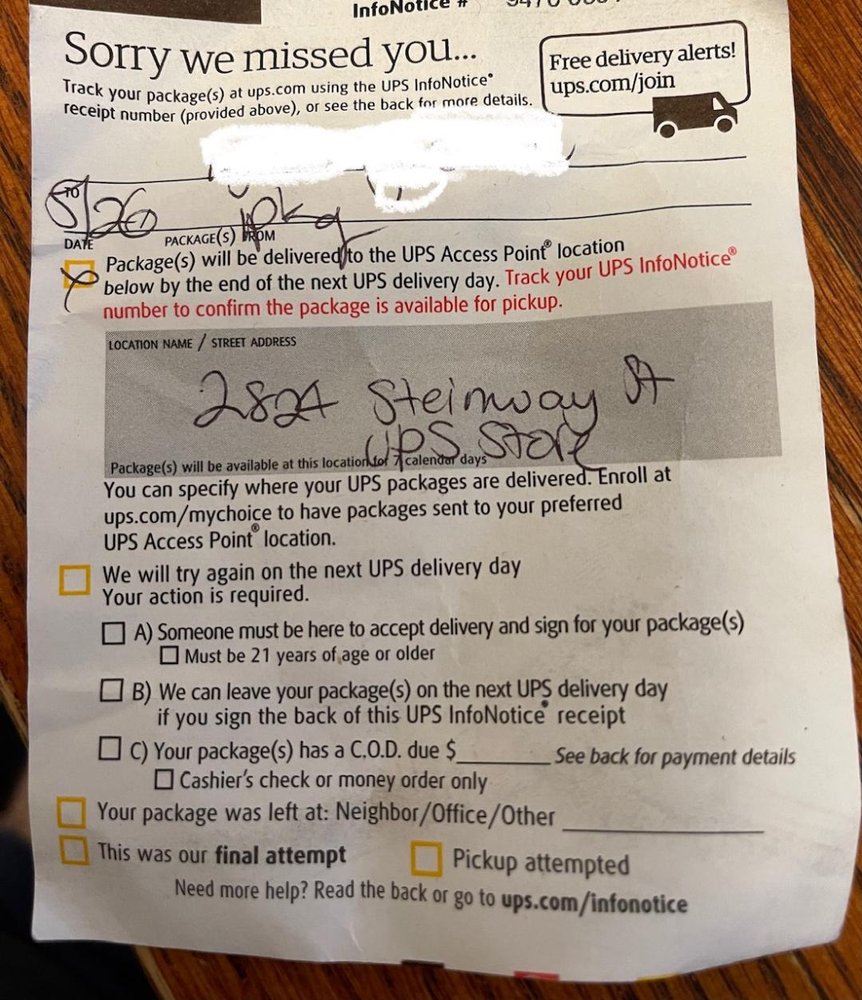 InfoNotice #
Sorry we missed you...
Free delivery alerts!
ups.com/join
Track your package(s) at ups.com using the UPS InfoNotice®
receipt number (provided above), or see the back for more details.
TO
5/26 1pkg
DATE PACKAGE(S) FROM
Package(s) will be delivered to the UPS Access Point® location
below by the end of the next UPS delivery day. Track your UPS InfoNotice®
number to confirm the package is available for pickup.
LOCATION NAME / STREET ADDRESS
2824 Steinway St
UPS Store
Package(s) will be available at this location for 7 calendar days
You can specify where your UPS packages are delivered. Enroll at
ups.com/mychoice to have packages sent to your preferred
UPS Access Point® location.
We will try again on the next UPS delivery day
Your action is required.
A) Someone must be here to accept delivery and sign for your package(s)
Must be 21 years of age or older
B) We can leave your package(s) on the next UPS delivery day
if you sign the back of this UPS InfoNotice® receipt
C) Your package(s) has a C.O.D. due $________ See back for payment details
Cashier's check or money order only
Your package was left at: Neighbor/Office/Other ________
This was our final attempt
Pickup attempted
Need more help? Read the back or go to ups.com/infonotice